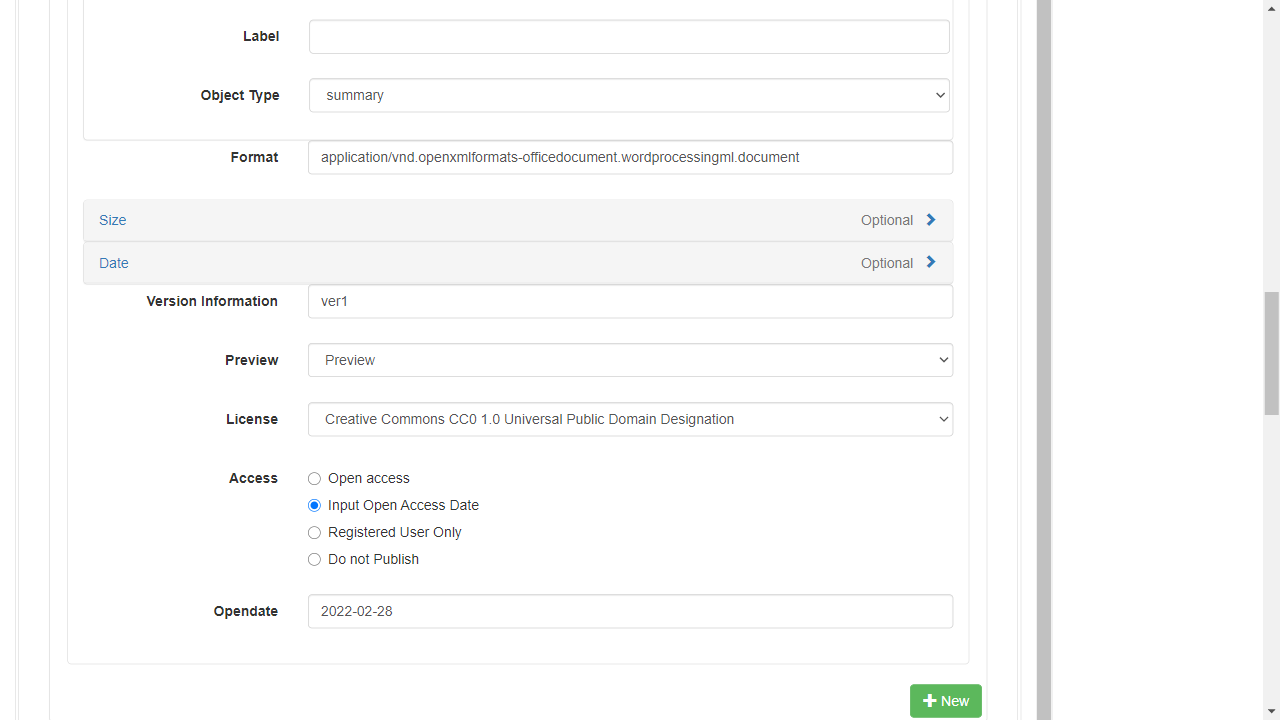 Label
Object Type summary
Format application/vnd.openxmlformats-officedocument.wordprocessingml.document
Size Optional
Date Optional
Version Information ver1
Preview Preview
License Creative Commons CC0 1.0 Universal Public Domain Designation
Access Open access
Input Open Access Date
Registered User Only
Do not Publish
Opendate 2022-02-28
New